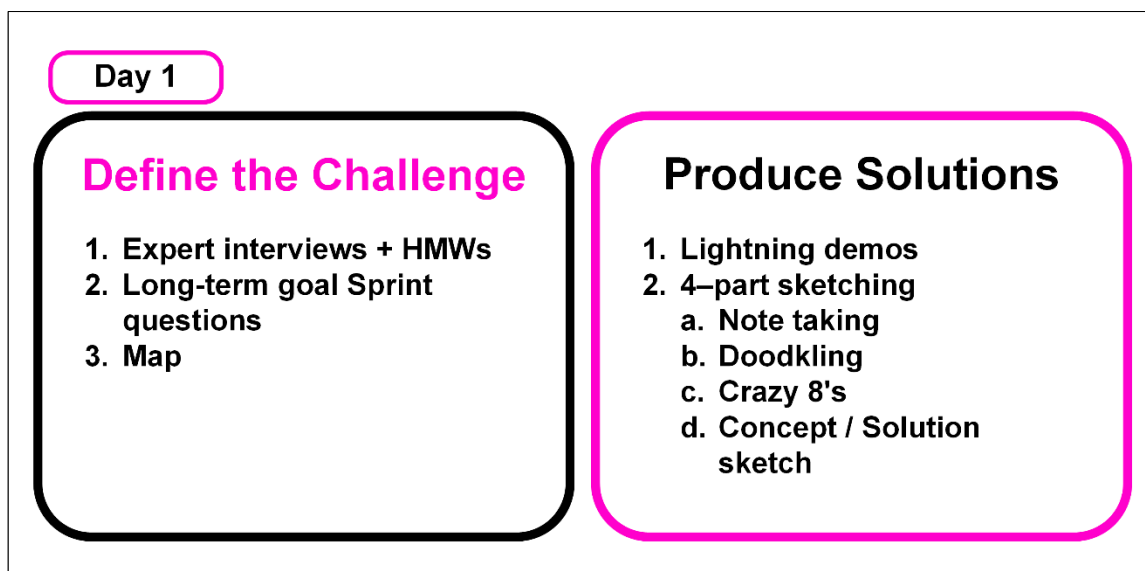 Day 1
Define the Challenge
1. Expert interviews + HMWs
2. Long-term goal Sprint
questions
3. Map
Produce Solutions
1. Lightning demos
2. 4–part sketching
a. Note taking
b. Doodkling
c. Crazy 8's
d. Concept / Solution
sketch